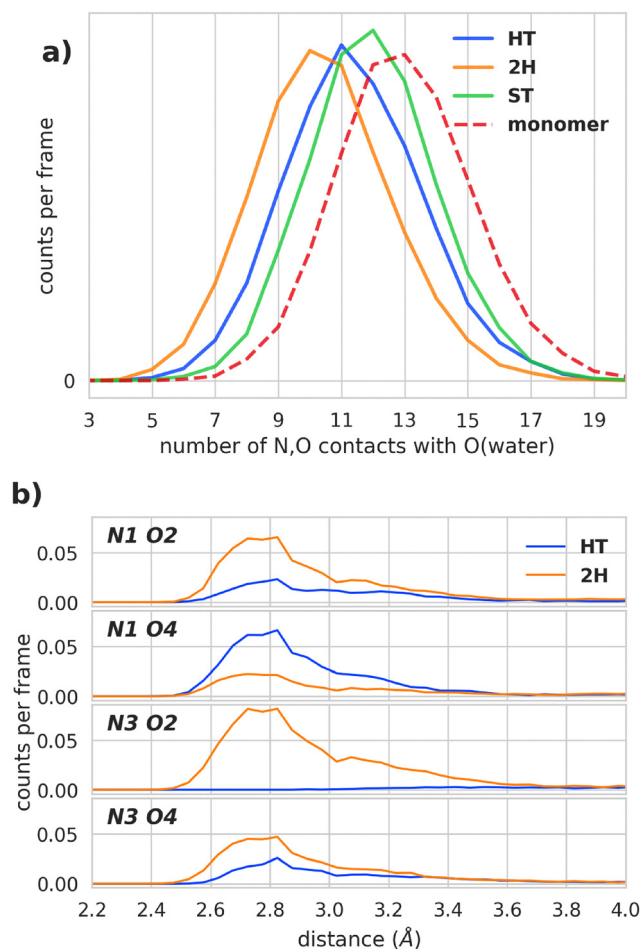 a)
HT
2H
ST
monomer
counts per frame
0
3 5 7 9 11 13 15 17 19
number of N,O contacts with O(water)
b)
N1 O2
HT
2H
0.05
0.00
N1 O4
0.05
0.00
N3 O2
0.05
0.00
N3 O4
0.05
0.00
counts per frame
2.2 2.4 2.6 2.8 3.0 3.2 3.4 3.6 3.8 4.0
distance (Å)